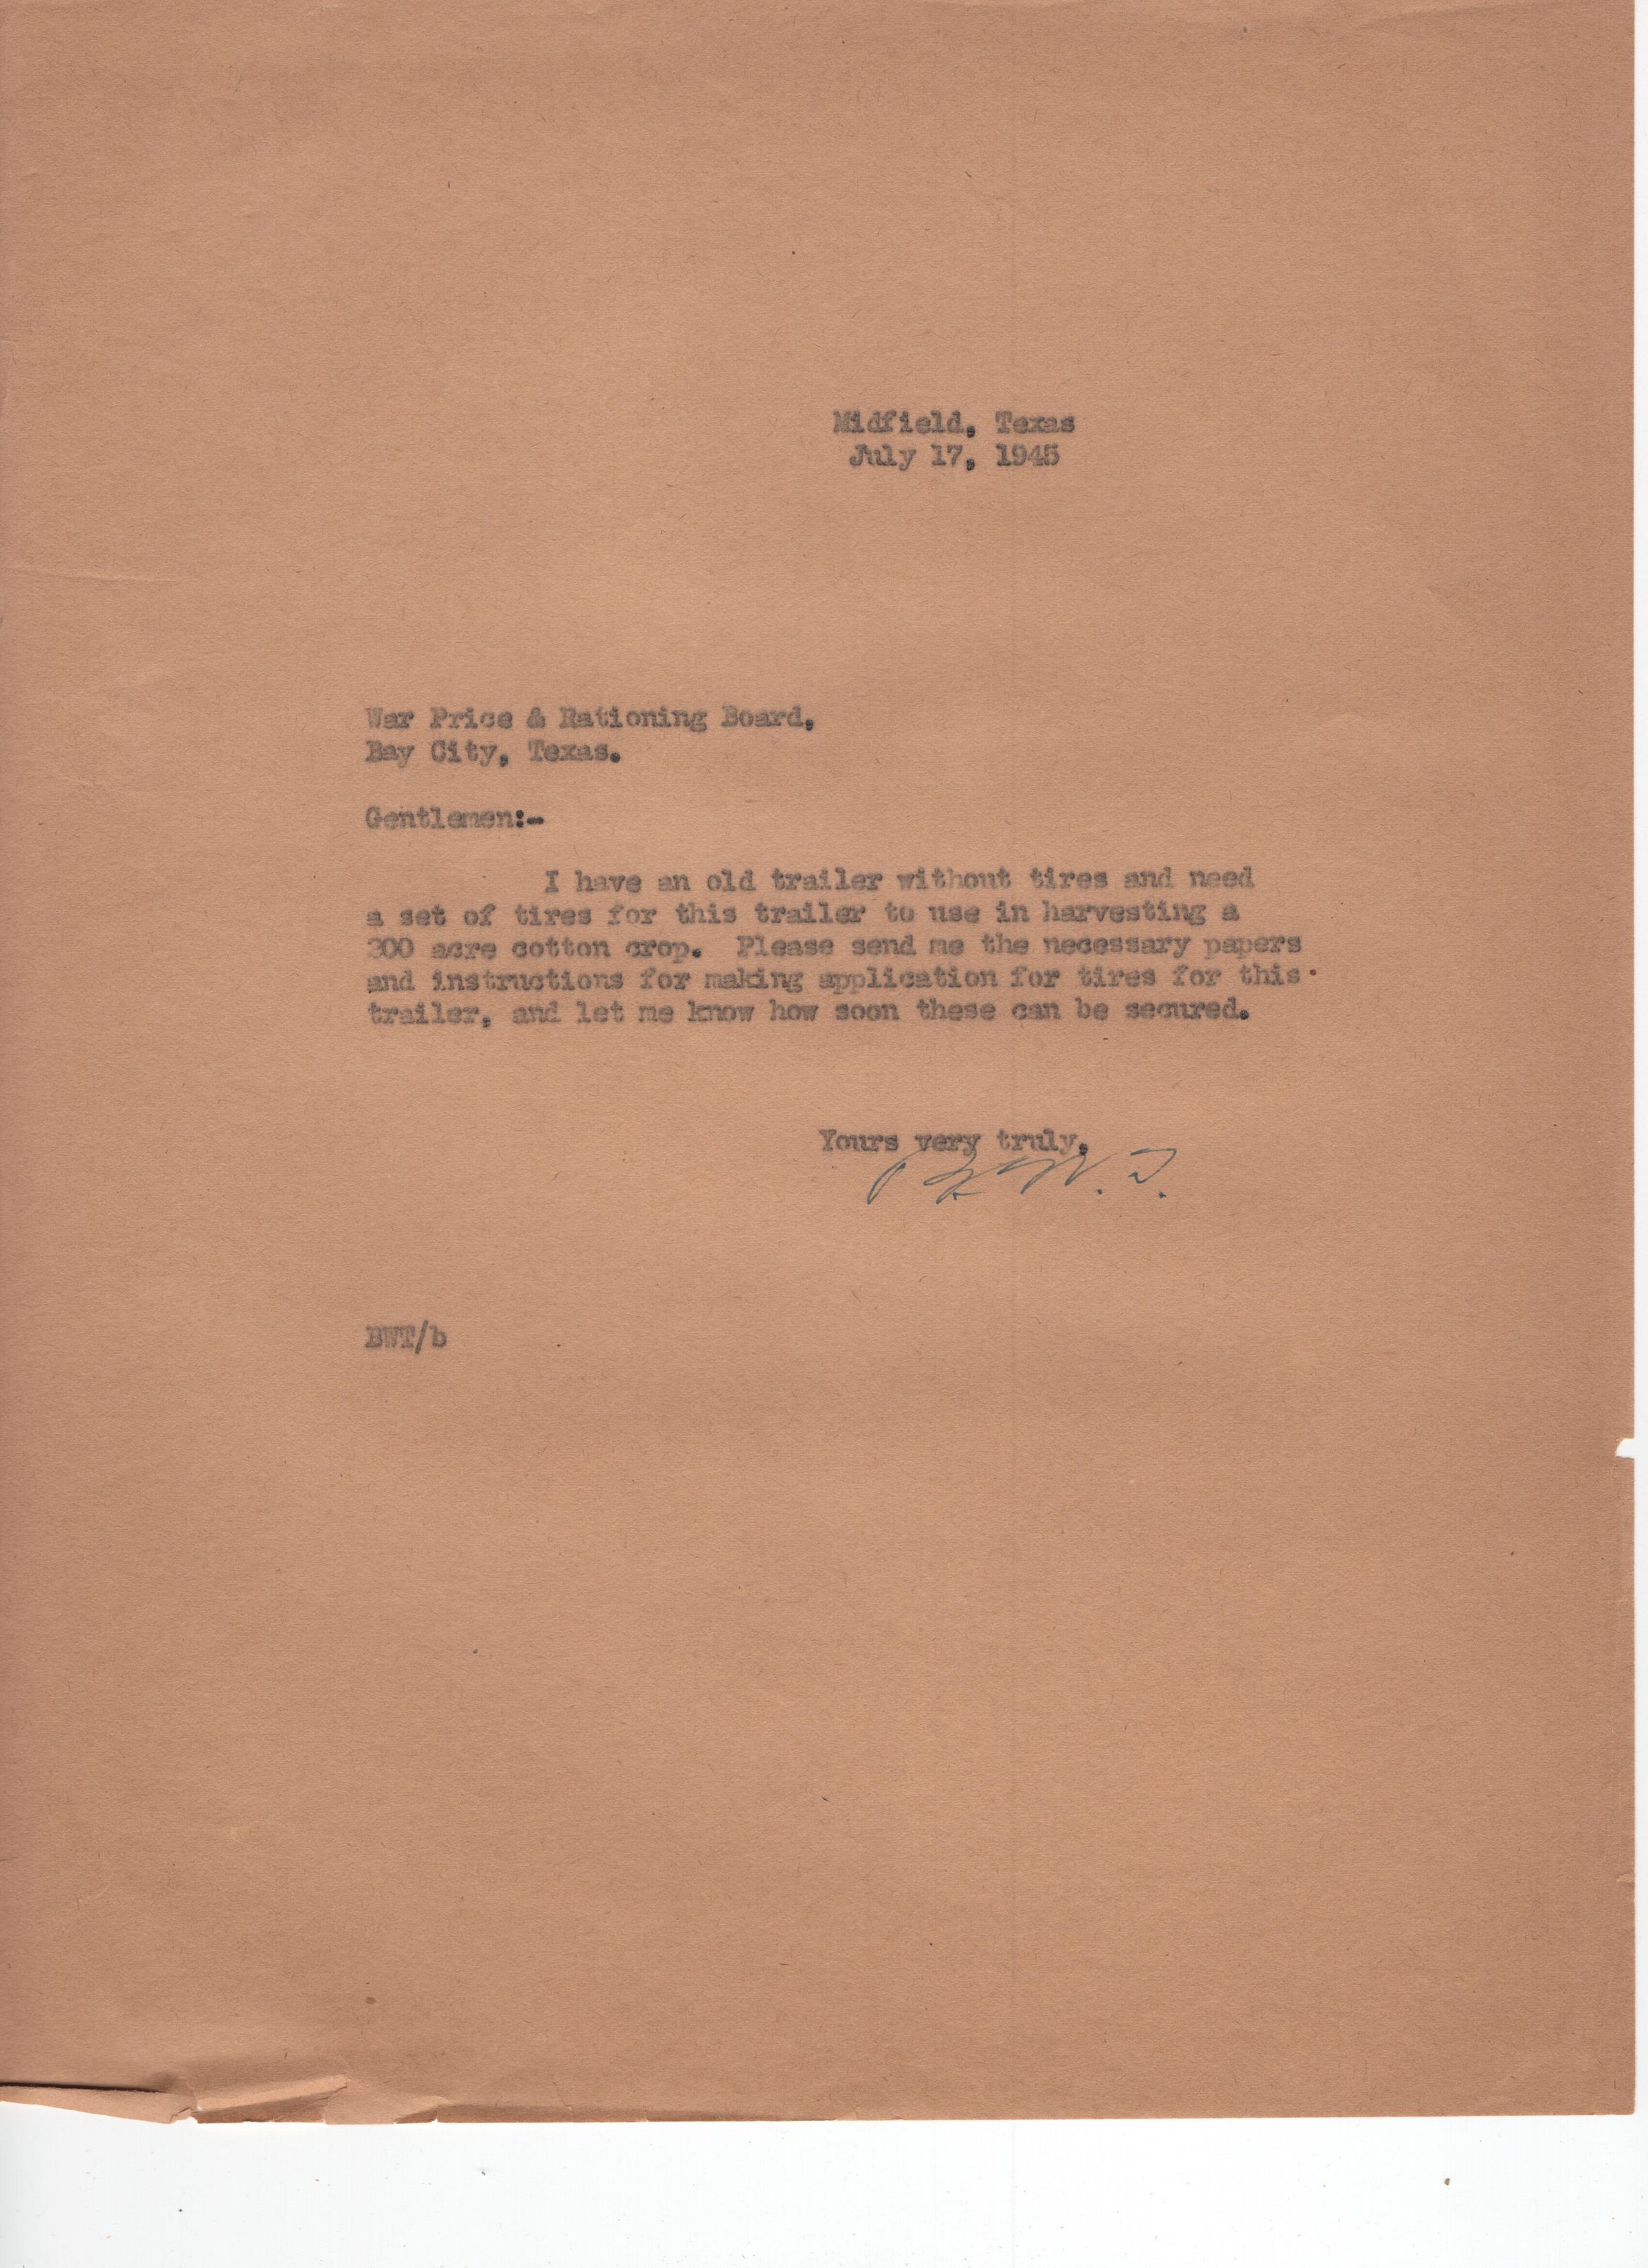 Midfield, Texas
July 17, 1945
War Price & Rationing Board,
Bay City, Texas.
Gentlemen:-
I have an old trailer without tires and need
a set of tires for this trailer to use in harvesting a
acre cotton crop. Please send me the necessary papers
and instructions for making application for tires for this
trailer, and let me know how soon these can be secured.
Yours very truly,
B.W.T.
BWT/b